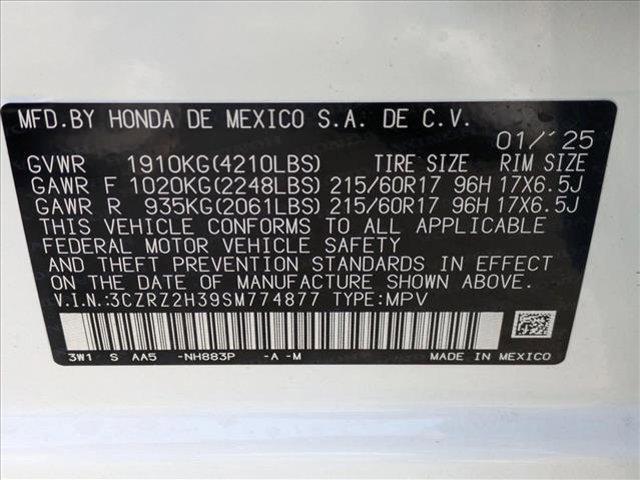 MFD.BY HONDA DE MEXICO S.A. DE C.V.
01/'25
GVWR 1910KG(4210LBS) TIRE SIZE RIM SIZE
GAWR F 1020KG(2248LBS) 215/60R17 96H 17X6.5J
GAWR R 935KG(2061LBS) 215/60R17 96H 17X6.5J
THIS VEHICLE CONFORMS TO ALL APPLICABLE
FEDERAL MOTOR VEHICLE SAFETY
AND THEFT PREVENTION STANDARDS IN EFFECT
ON THE DATE OF MANUFACTURE SHOWN ABOVE.
V.I.N.:3CZRZ2H39SM774877 TYPE:MPV
3W1 S AA5 -NH883P -A-M MADE IN MEXICO